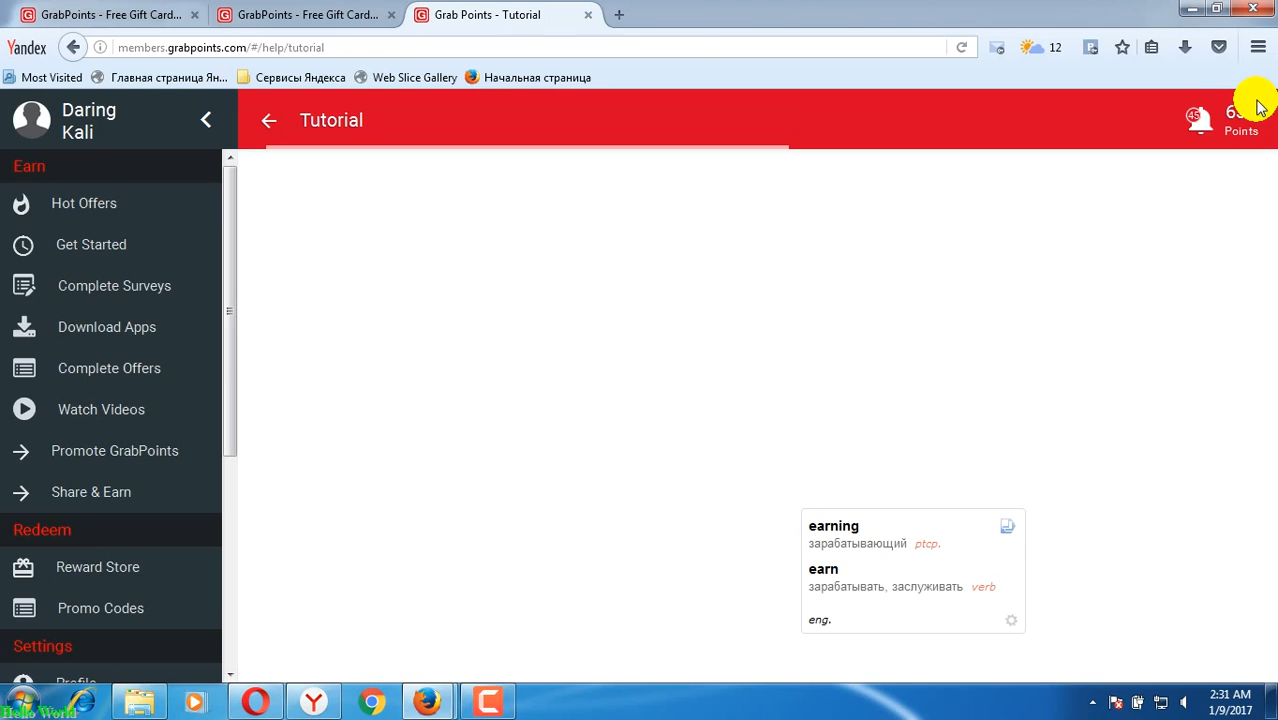 GrabPoints - Free Gift Card...
GrabPoints - Free Gift Card...
Grab Points - Tutorial
Yandex
members.grabpoints.com/#/help/tutorial
12
Most Visited
Главная страница Ян...
Сервисы Яндекса
Web Slice Gallery
Начальная страница
Daring
Kali
Tutorial
45
Points
Earn
Hot Offers
Get Started
Complete Surveys
Download Apps
Complete Offers
Watch Videos
Promote GrabPoints
Share & Earn
Redeem
Reward Store
Promo Codes
Settings
earning
зарабатывающий ptcp.
earn
зарабатывать, заслуживать verb
eng.
Hello World
2:31 AM
1/9/2017